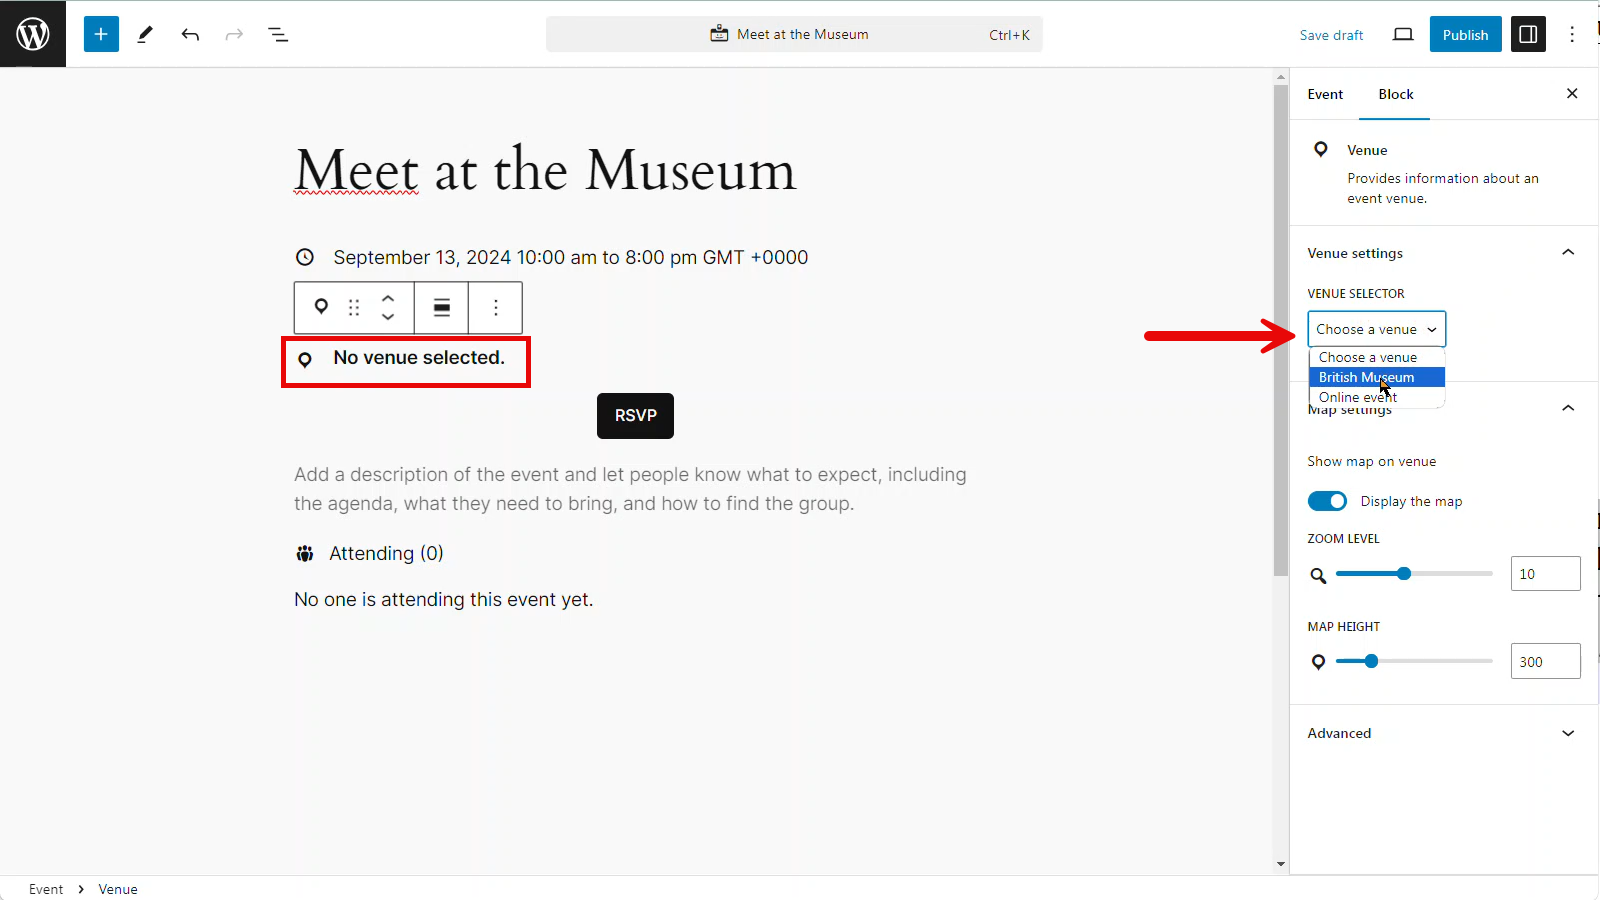 Meet at the Museum Ctrl+K
Save draft
Publish
Event Block
Meet at the Museum
September 13, 2024 10:00 am to 8:00 pm GMT +0000
No venue selected.
RSVP
Add a description of the event and let people know what to expect, including
the agenda, what they need to bring, and how to find the group.
Attending (0)
No one is attending this event yet.
Venue
Provides information about an
event venue.
Venue settings
VENUE SELECTOR
Choose a venue
Choose a venue
British Museum
Online event
Map settings
Show map on venue
Display the map
ZOOM LEVEL
10
MAP HEIGHT
300
Advanced
Event > Venue